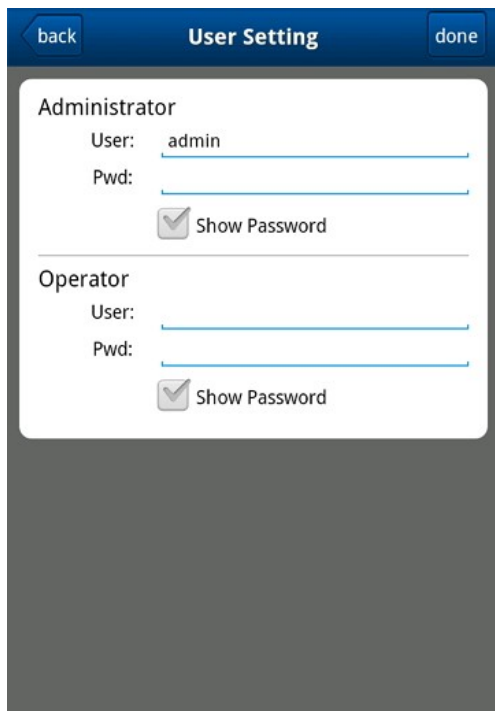 back User Setting done
Administrator
User: admin
Pwd:
Show Password
Operator
User:
Pwd:
Show Password